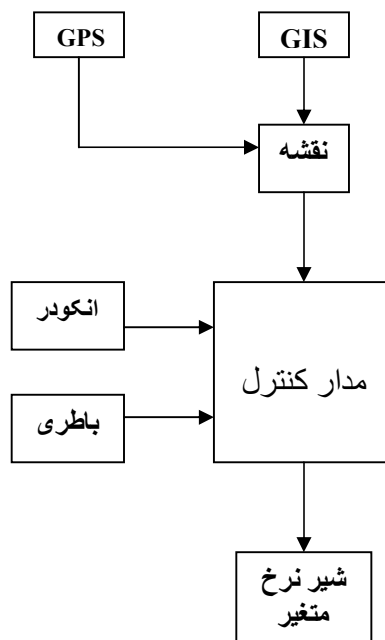 GPS
GIS
نقشه
انکودر
مدار کنترل
باطری
شیر نرخ
متغیر